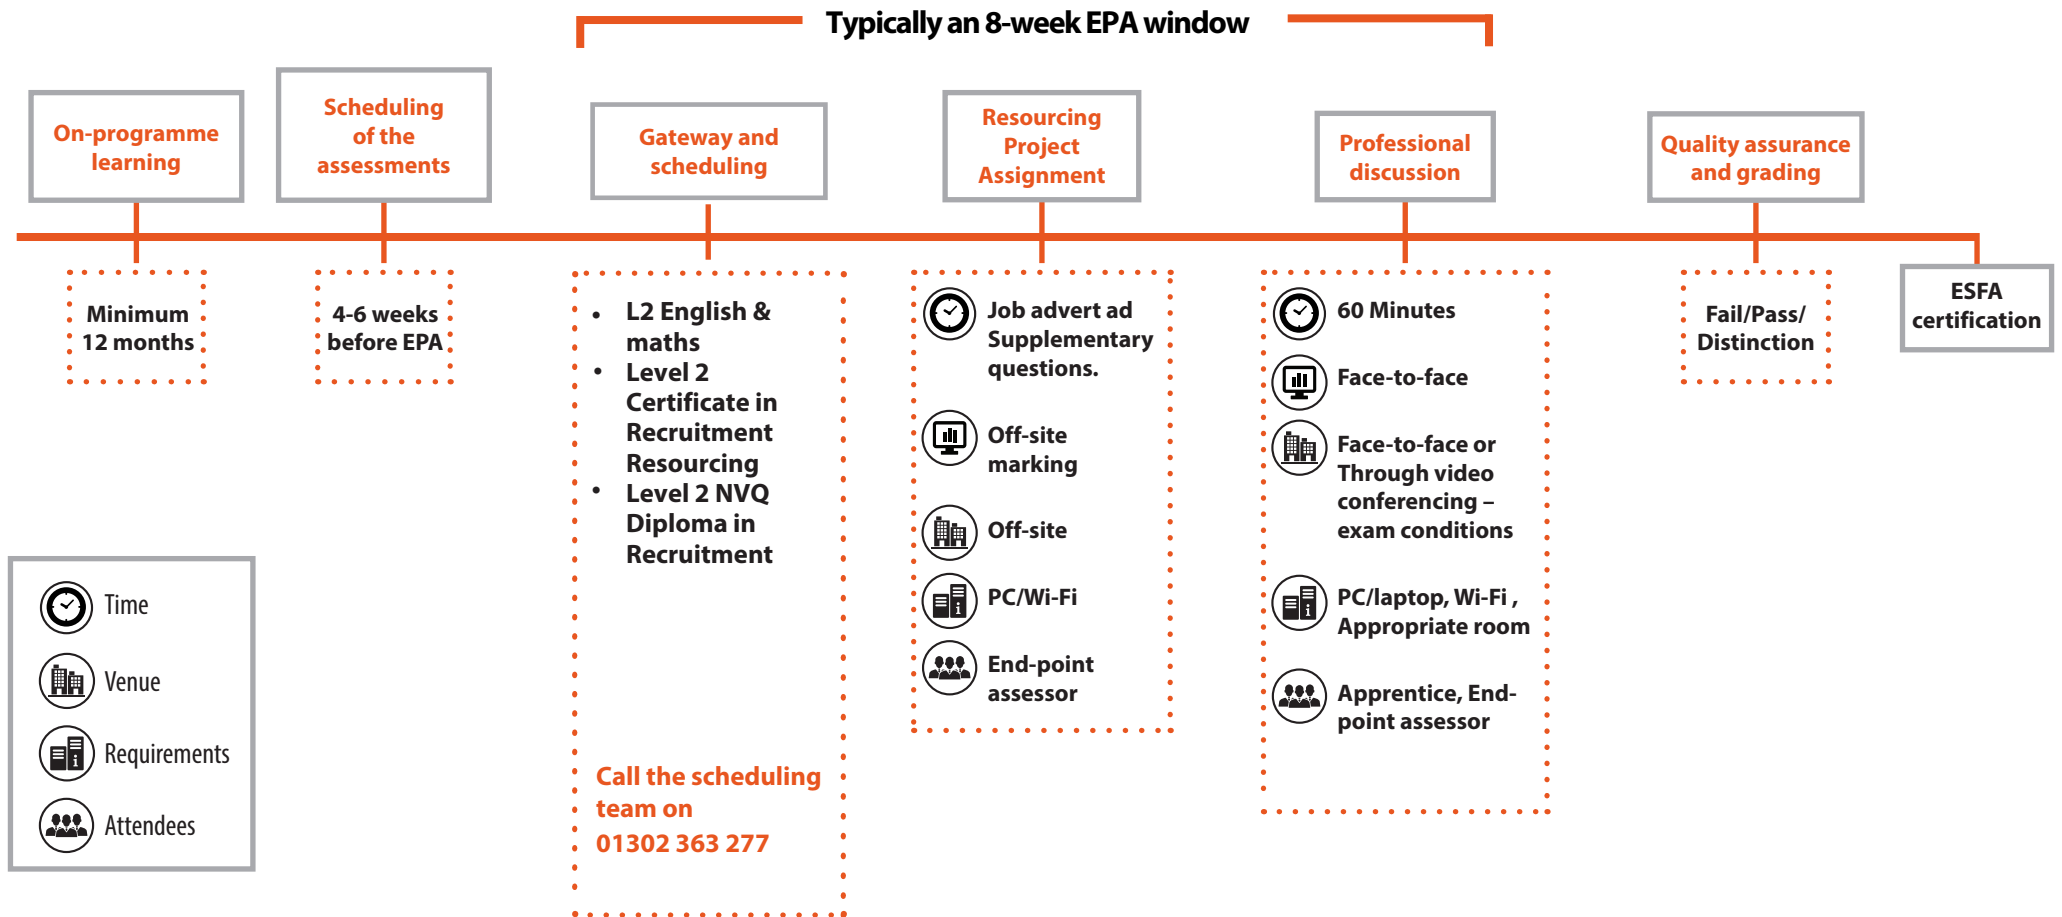 Typically an 8-week EPA window
On-programme
learning
Scheduling
of the
assessments
Gateway and
scheduling
Resourcing
Project
Assignment
Professional
discussion
Quality assurance
and grading
Minimum
12 months
4-6 weeks
before EPA
• L2 English &
maths
• Level 2
Certificate in
Recruitment
Resourcing
• Level 2 NVQ
Diploma in
Recruitment
Call the scheduling
team on
01302 363 277
Job advert ad
Supplementary
questions.
Off-site
marking
Off-site
PC/Wi-Fi
End-point
assessor
60 Minutes
Face-to-face
Face-to-face or
Through video
conferencing –
exam conditions
PC/laptop, Wi-Fi ,
Appropriate room
Apprentice, End-
point assessor
Fail/Pass/
Distinction
ESFA
certification
Time
Venue
Requirements
Attendees